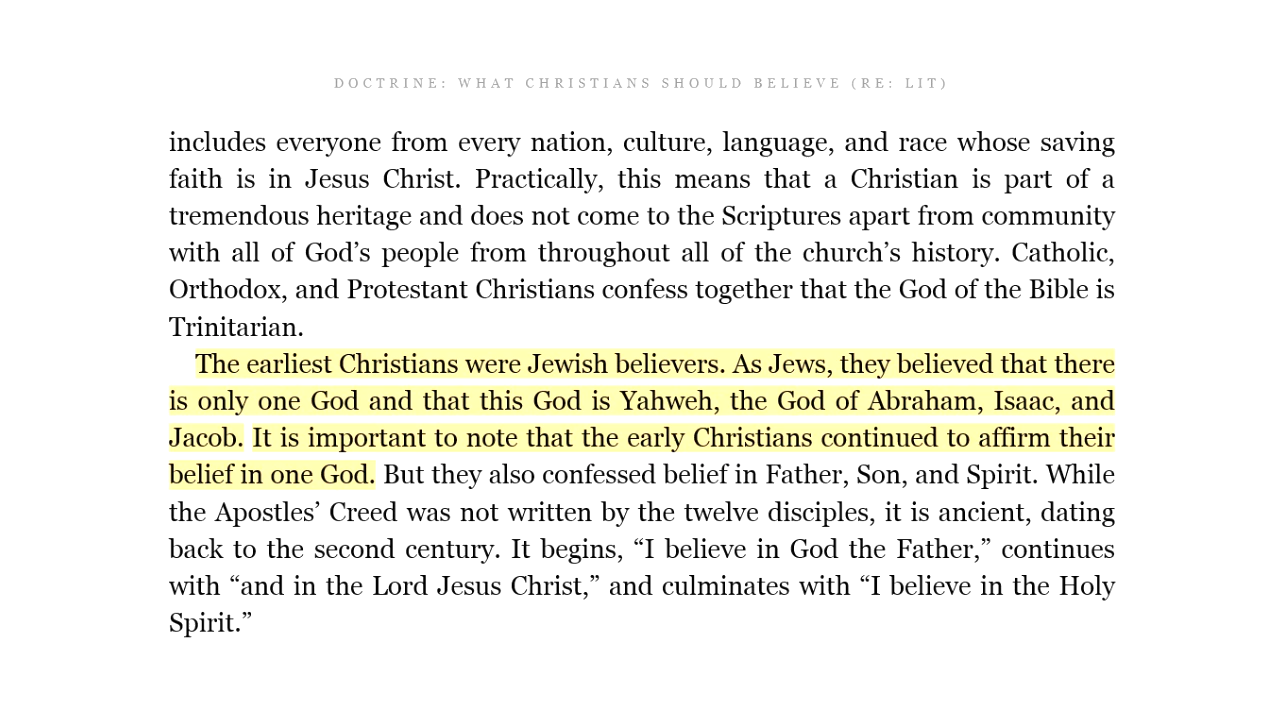 DOCTRINE: WHAT CHRISTIANS SHOULD BELIEVE (RE: LIT)
includes everyone from every nation, culture, language, and race whose saving
faith is in Jesus Christ. Practically, this means that a Christian is part of a
tremendous heritage and does not come to the Scriptures apart from community
with all of God’s people from throughout all of the church’s history. Catholic,
Orthodox, and Protestant Christians confess together that the God of the Bible is
Trinitarian.
The earliest Christians were Jewish believers. As Jews, they believed that there
is only one God and that this God is Yahweh, the God of Abraham, Isaac, and
Jacob. It is important to note that the early Christians continued to affirm their
belief in one God. But they also confessed belief in Father, Son, and Spirit. While
the Apostles’ Creed was not written by the twelve disciples, it is ancient, dating
back to the second century. It begins, “I believe in God the Father,” continues
with “and in the Lord Jesus Christ,” and culminates with “I believe in the Holy
Spirit.”